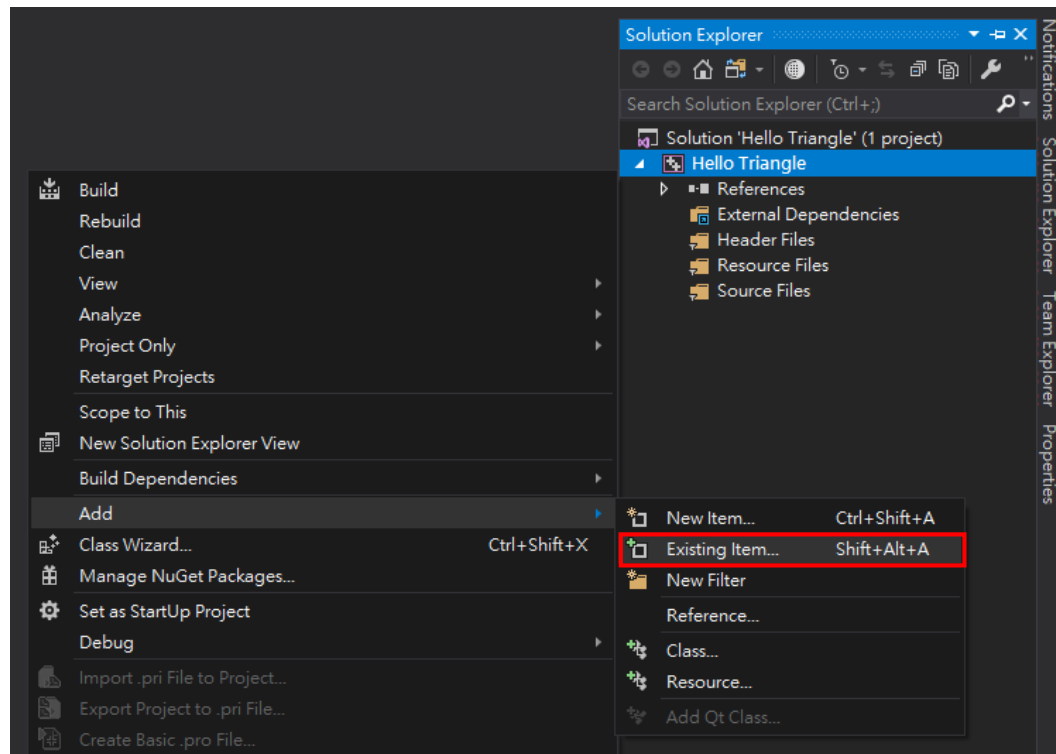 Solution Explorer
Search Solution Explorer (Ctrl+;)
Solution 'Hello Triangle' (1 project)
Hello Triangle
References
External Dependencies
Header Files
Resource Files
Source Files
Notifications
Solution Explorer
Team Explorer
Properties
Build
Rebuild
Clean
View
Analyze
Project Only
Retarget Projects
Scope to This
New Solution Explorer View
Build Dependencies
Add
Class Wizard... Ctrl+Shift+X
Manage NuGet Packages...
Set as StartUp Project
Debug
Import .pri File to Project...
Export Project to .pri File...
Create Basic .pro File...
New Item... Ctrl+Shift+A
Existing Item... Shift+Alt+A
New Filter
Reference...
Class...
Resource...
Add Qt Class...